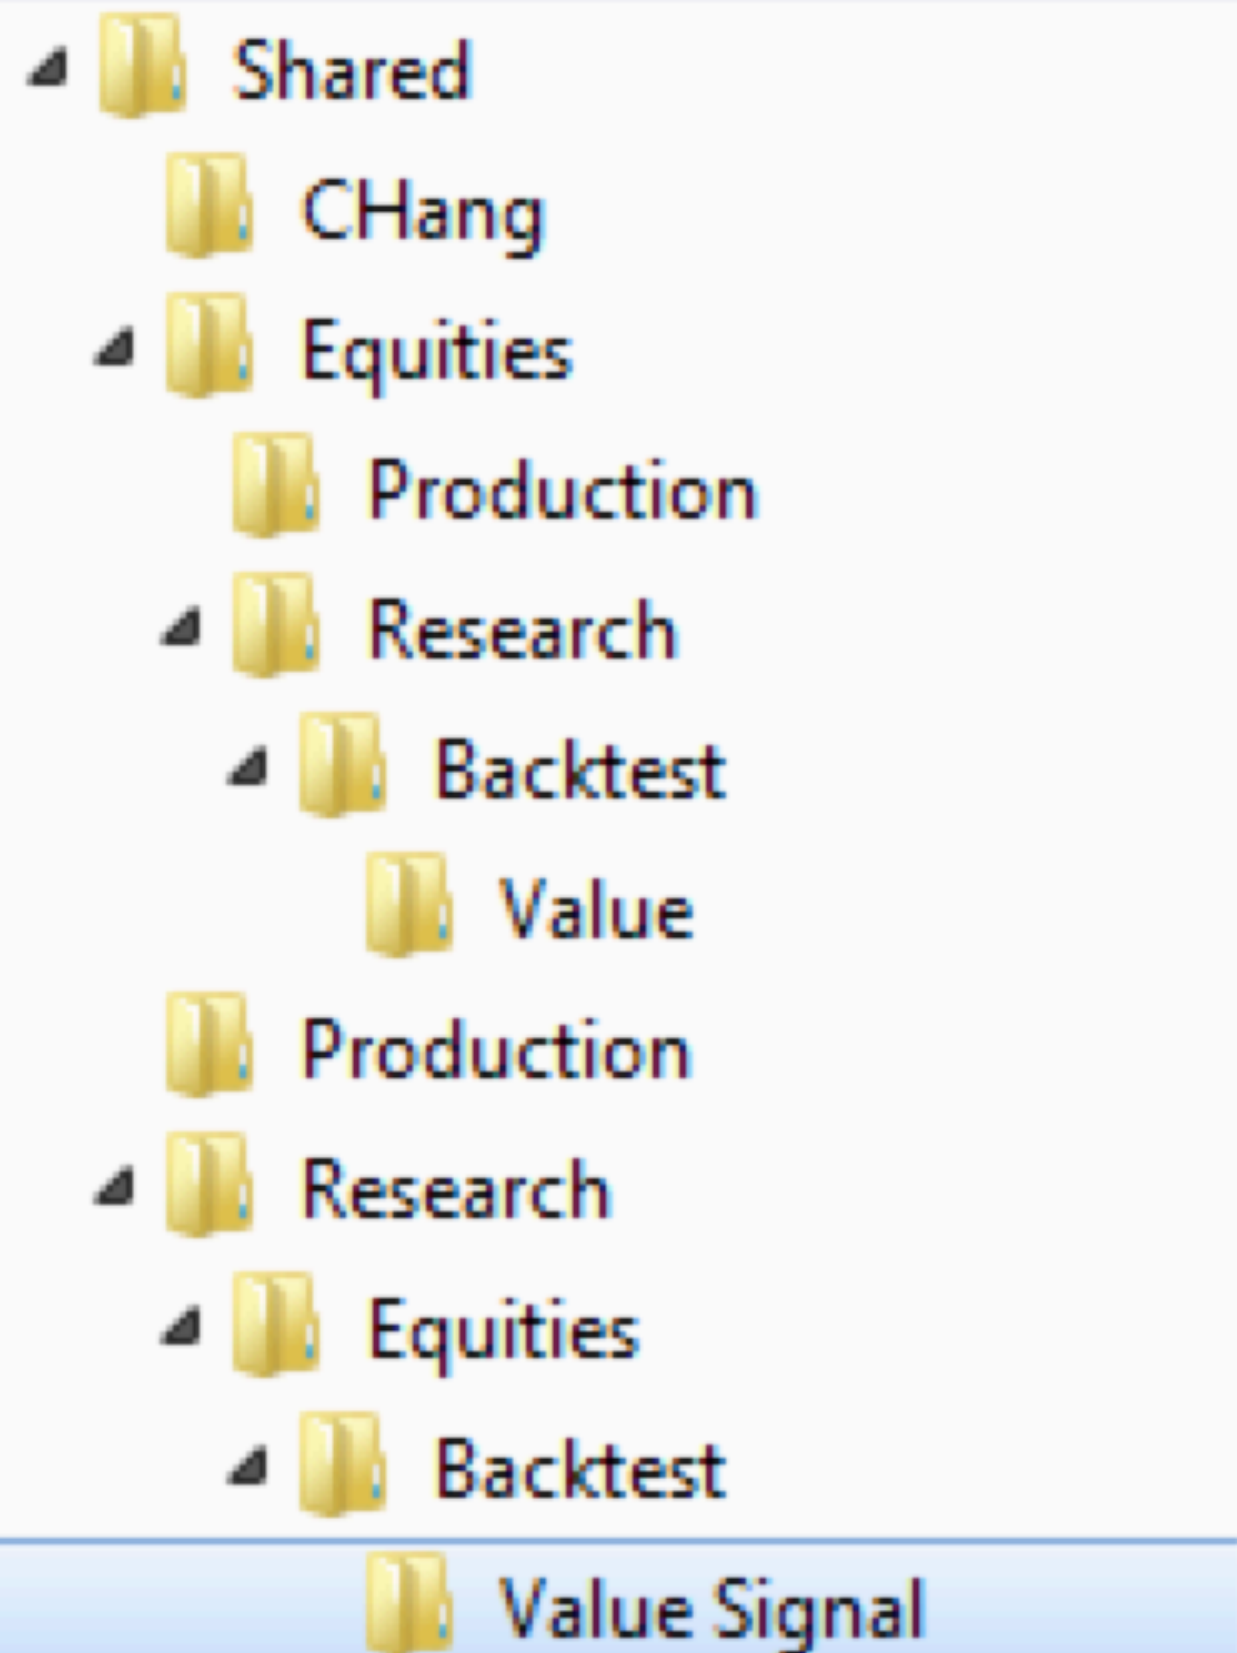 Shared
CHang
Equities
Production
Research
Backtest
Value
Production
Research
Equities
Backtest
Value Signal